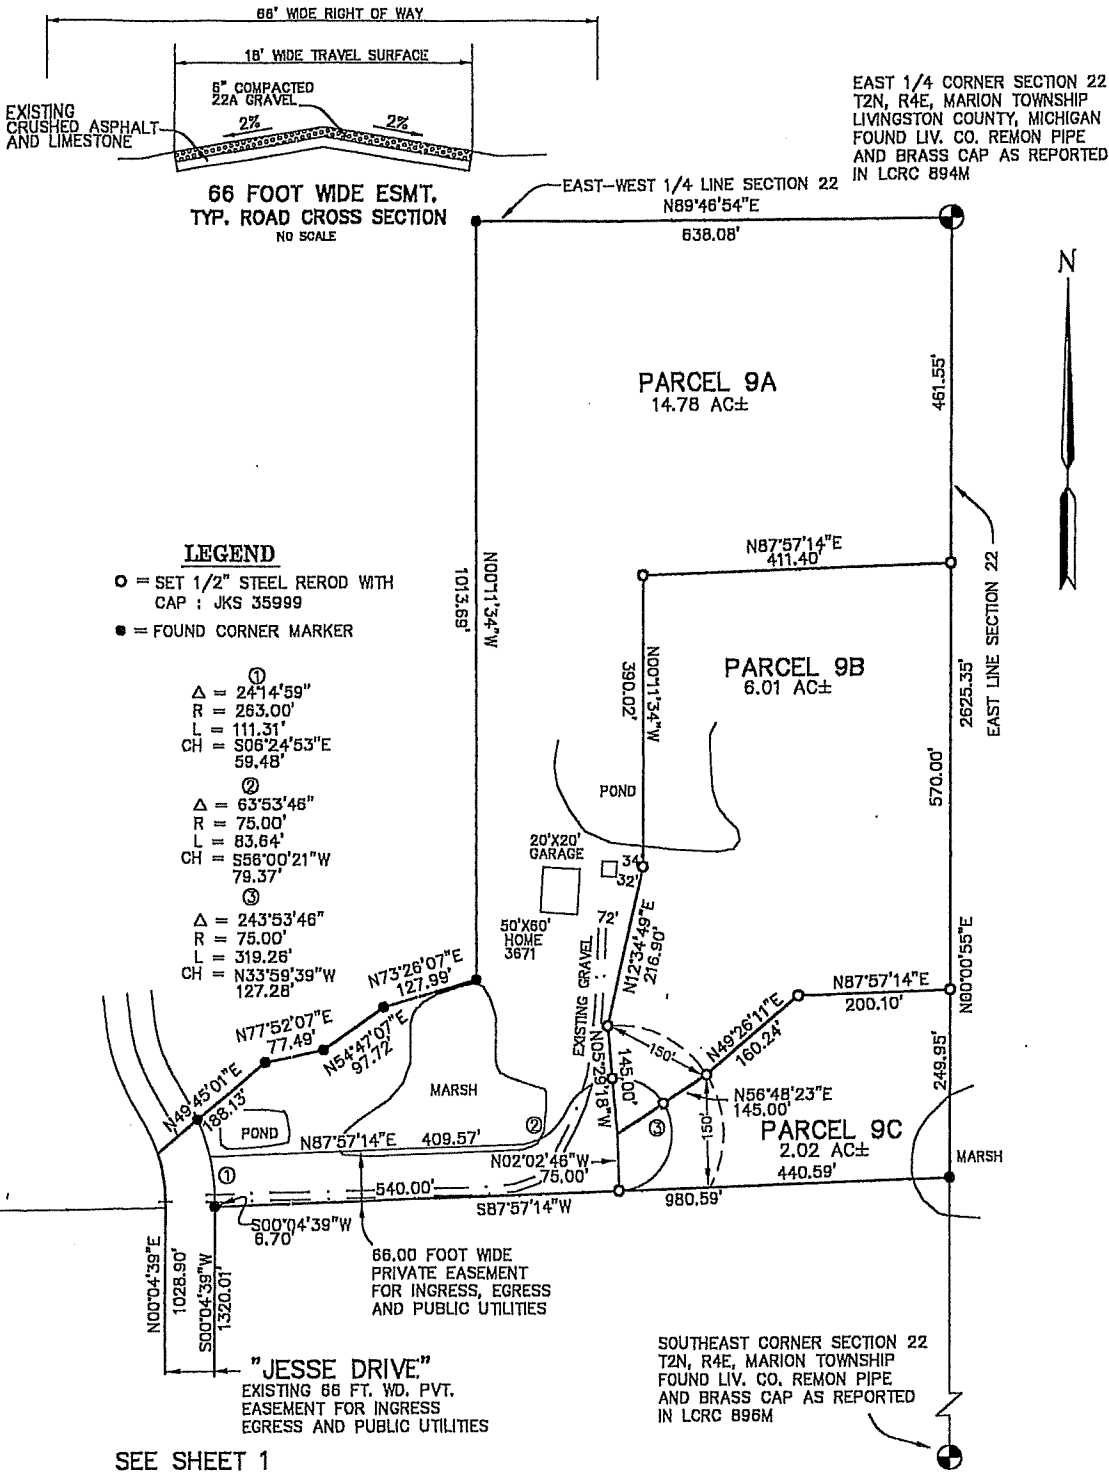 66' WIDE RIGHT OF WAY
18' WIDE TRAVEL SURFACE
6" COMPACTED
22A GRAVEL
EXISTING
CRUSHED ASPHALT
AND LIMESTONE
2%
2%
66 FOOT WIDE ESMT.
TYP. ROAD CROSS SECTION
NO SCALE
EAST 1/4 CORNER SECTION 22
T2N, R4E, MARION TOWNSHIP
LIVINGSTON COUNTY, MICHIGAN
FOUND LIV. CO. REMON PIPE
AND BRASS CAP AS REPORTED
IN LCRC 894M
EAST-WEST 1/4 LINE SECTION 22
N89°46'54"E
638.08'
N
461.55'
PARCEL 9A
14.78 AC±
N87°57'14"E
411.40'
EAST LINE SECTION 22
2625.35'
N00°11'34"W
1013.69'
LEGEND
O = SET 1/2" STEEL REROD WITH
CAP : JKS 35999
● = FOUND CORNER MARKER
①
Δ = 24°14'59"
R = 263.00'
L = 111.31'
CH = S06°24'53"E
59.48'
②
Δ = 63°53'46"
R = 75.00'
L = 83.64'
CH = S56°00'21"W
79.37'
③
Δ = 243°53'46"
R = 75.00'
L = 319.26'
CH = N33°59'39"W
127.28'
PARCEL 9B
6.01 AC±
N00°11'34"W
390.02'
570.00'
POND
20'X20'
GARAGE
34'
32'
50'X60'
HOME
3671
72'
EXISTING GRAVEL
N12°34'49"E
216.90'
N73°26'07"E
127.99'
N77°52'07"E
77.49'
N54°47'07"E
97.72'
N49°45'01"E
188.13'
N87°57'14"E
200.10'
N00°00'55"E
249.95'
N49°26'11"E
160.24'
150'
N05°29'18"W
145.00'
N56°48'23"E
145.00'
150'
MARSH
POND
N87°57'14"E
409.57'
②
③
PARCEL 9C
2.02 AC±
MARSH
N02°02'46"W
75.00'
440.59'
①
540.00'
S87°57'14"W
980.59'
S00°04'39"W
6.70'
N00°04'39"E
1028.90'
S00°04'39"W
1320.01'
66.00 FOOT WIDE
PRIVATE EASEMENT
FOR INGRESS, EGRESS
AND PUBLIC UTILITIES
"JESSE DRIVE"
EXISTING 66 FT. WD. PVT.
EASEMENT FOR INGRESS
EGRESS AND PUBLIC UTILITIES
SOUTHEAST CORNER SECTION 22
T2N, R4E, MARION TOWNSHIP
FOUND LIV. CO. REMON PIPE
AND BRASS CAP AS REPORTED
IN LCRC 896M
SEE SHEET 1